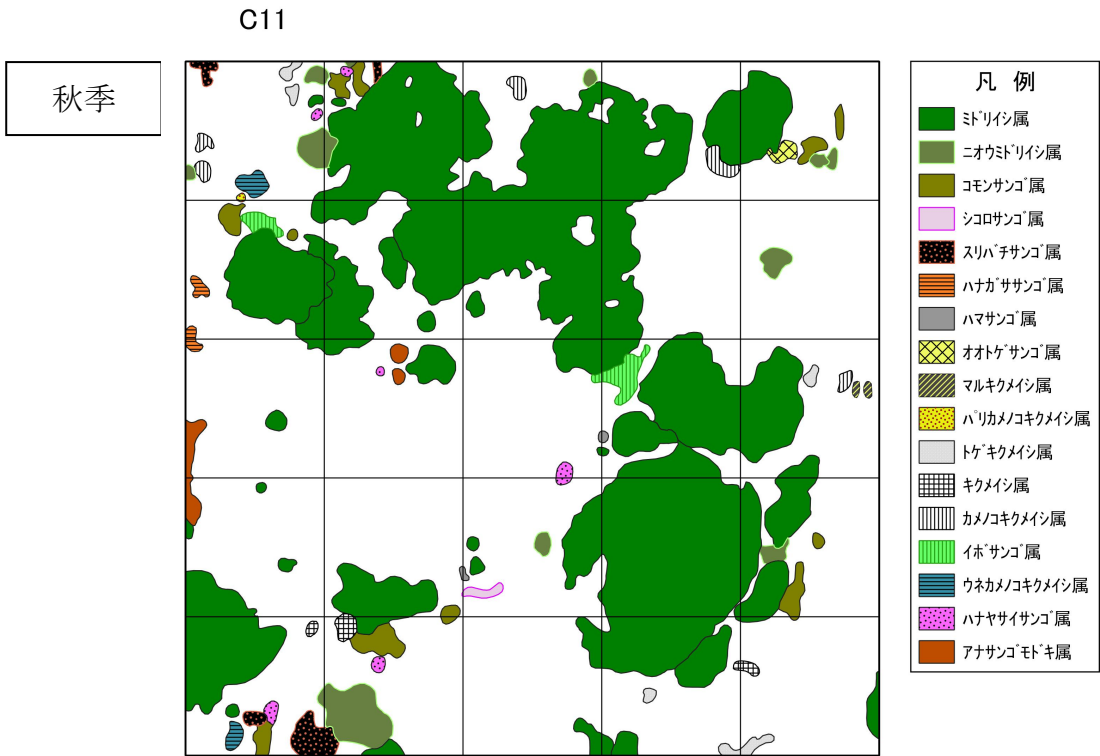 C11
秋季
凡 例
ミドリイシ属
ニオウミドリイシ属
コモンサンゴ属
シコロサンゴ属
スリバチサンゴ属
ハナガササンゴ属
ハマサンゴ属
オオトゲサンゴ属
マルキクメイシ属
パリカメノコキクメイシ属
トゲキクメイシ属
キクメイシ属
カメノコキクメイシ属
イボサンゴ属
ウネカメノコキクメイシ属
ハナヤサイサンゴ属
アナサンゴモドキ属